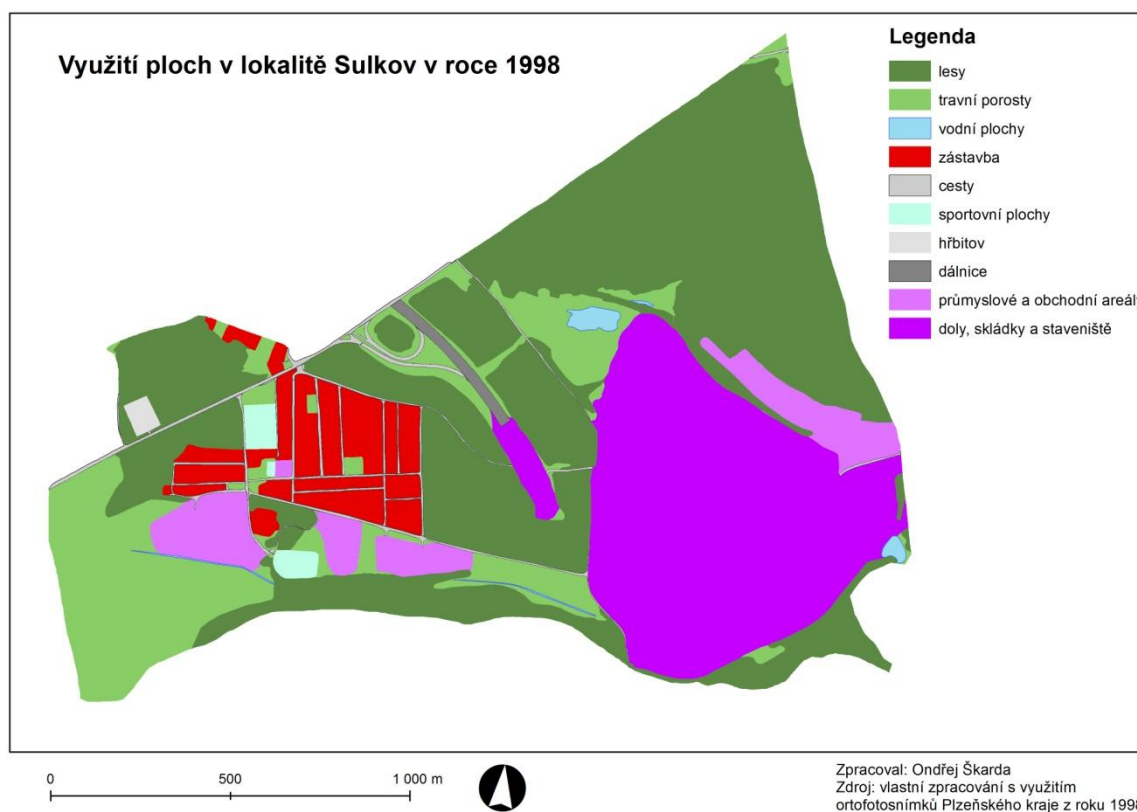 Využití ploch v lokalitě Sulkov v roce 1998
Legenda
lesy
travní porosty
vodní plochy
zástavba
cesty
sportovní plochy
hřbitov
dálnice
průmyslové a obchodní areály
doly, skládky a staveniště
0 500 1 000 m
Zpracoval: Ondřej Škarda
Zdroj: vlastní zpracování s využitím
ortofotosnímků Plzeňského kraje z roku 1998